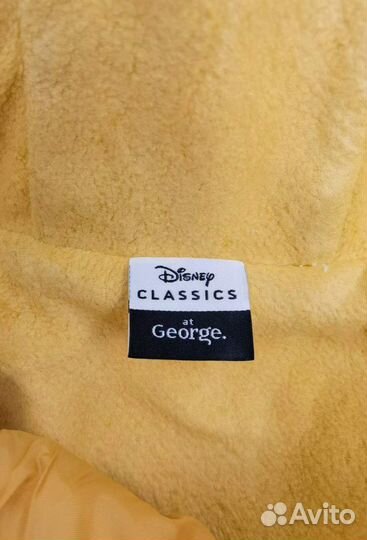 Disney
CLASSICS
at
George.
Avito